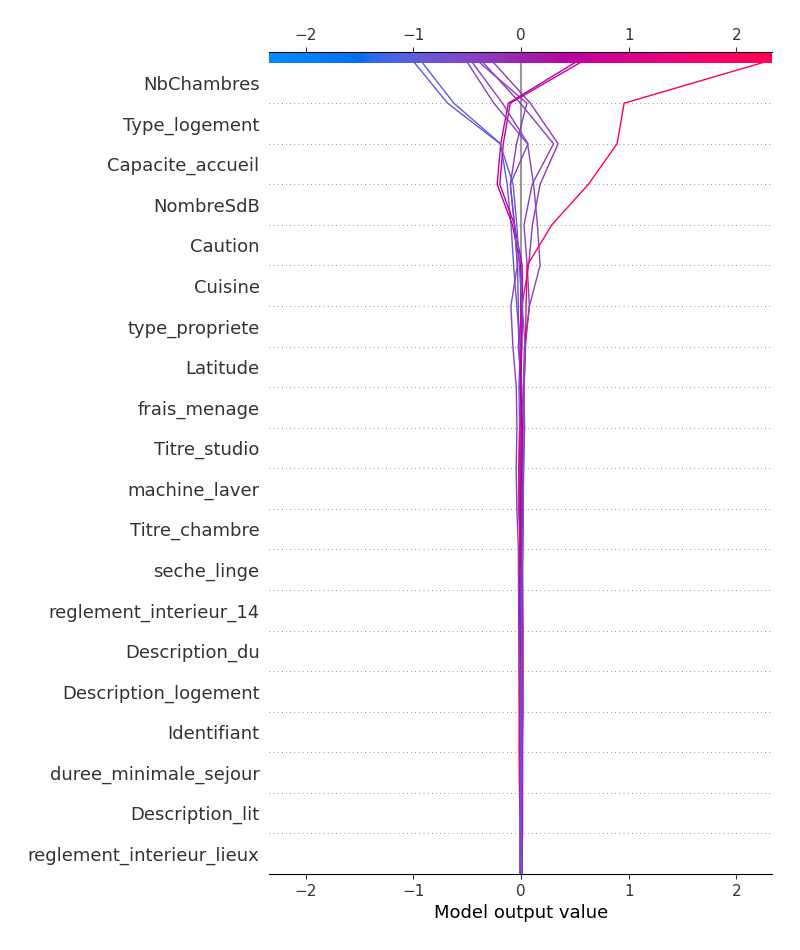 −2 −1 0 1 2
NbChambres
Type_logement
Capacite_accueil
NombreSdB
Caution
Cuisine
type_propriete
Latitude
frais_menage
Titre_studio
machine_laver
Titre_chambre
seche_linge
reglement_interieur_14
Description_du
Description_logement
Identifiant
duree_minimale_sejour
Description_lit
reglement_interieur_lieux
−2 −1 0 1 2
Model output value